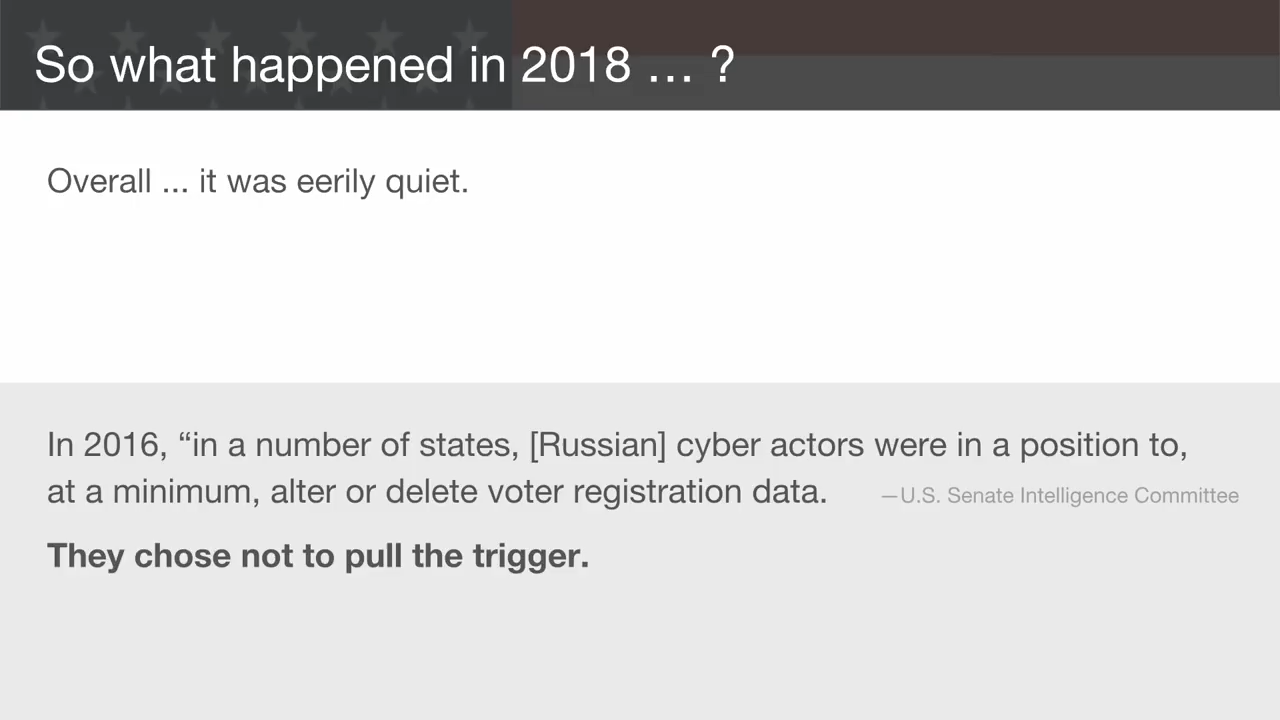 So what happened in 2018 … ?
Overall ... it was eerily quiet.
In 2016, “in a number of states, [Russian] cyber actors were in a position to,
at a minimum, alter or delete voter registration data.
—U.S. Senate Intelligence Committee
They chose not to pull the trigger.